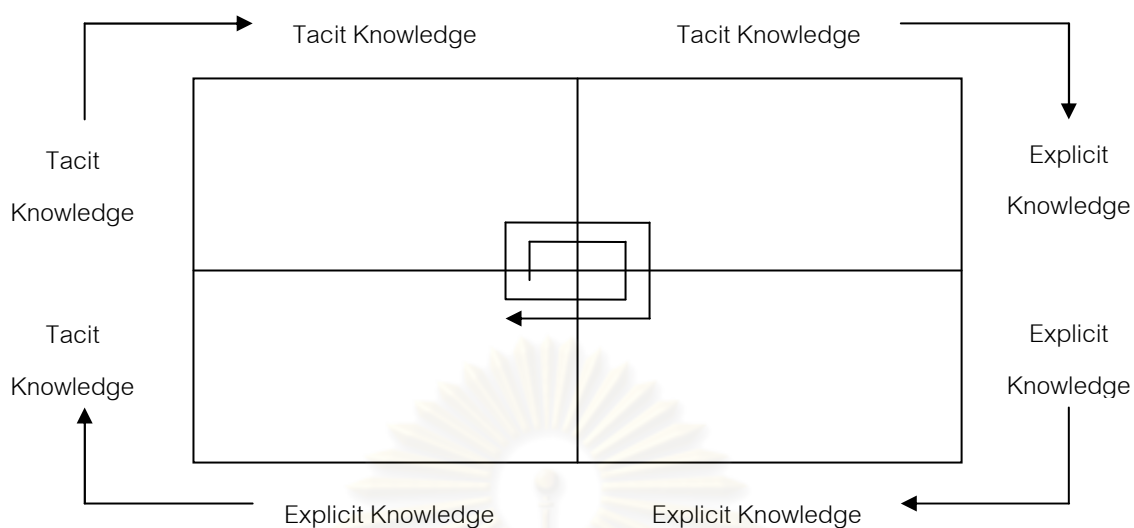 Tacit Knowledge
Tacit Knowledge
Tacit
Knowledge
Explicit
Knowledge
Tacit
Knowledge
Explicit
Knowledge
Explicit Knowledge
Explicit Knowledge